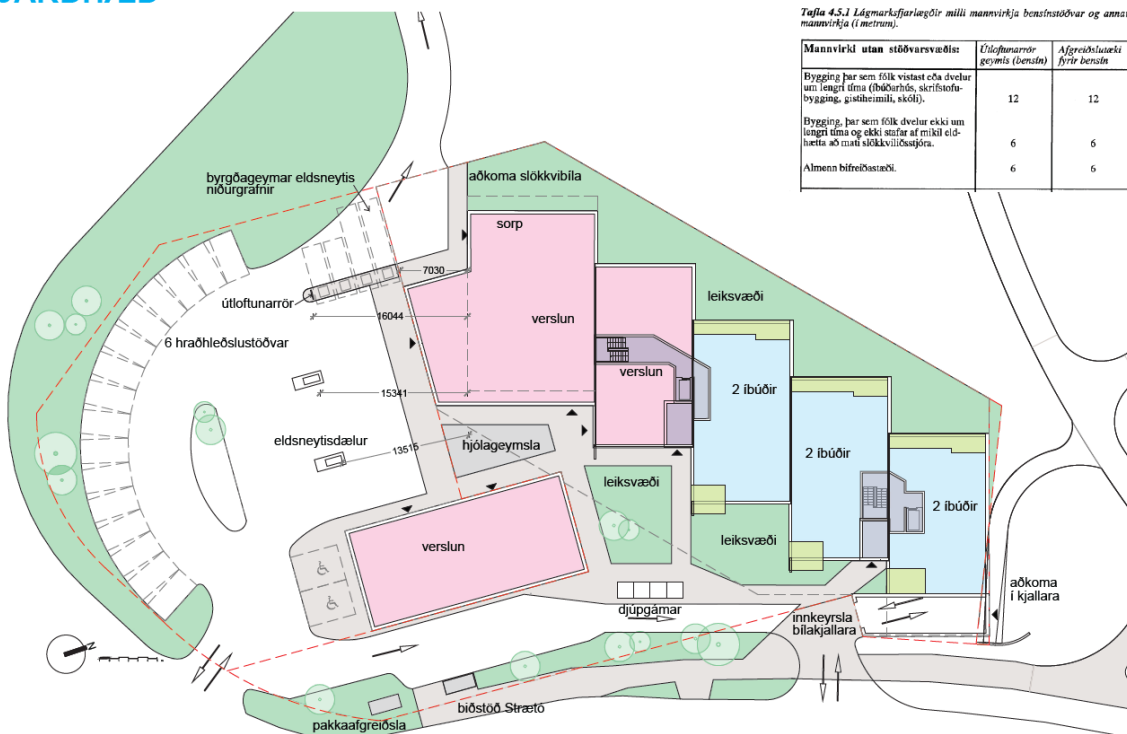 Tafla 4.5.1 Lágmarksfjarlægðir milli mannvirkja bensínstöðvar og
mannvirkja (í metrum).
Mannvirki utan stöðvarsvæðis:
Útloftunarrör
geymis (bensín)
Afgreiðslutæki
fyrir bensín
Bygging þar sem fólk vistast eða dvelur
um lengri tíma (íbúðarhús, skrifstofu-
bygging, gistiheimili, skóli).
12
12
Bygging, þar sem fólk dvelur ekki um
lengri tíma og ekki stafar af mikil eld-
hætta að mati slökkviliðsstjóra.
6
6
Almenn bifreiðastæði.
6
6
byrgðageymar eldsneytis
niðurgrafnir
aðkoma slökkvibíla
sorp
7030
útloftunarrör
leiksvæði
16044
verslun
6 hraðhleðslustöðvar
verslun
15341
2 íbúðir
eldsneytisdælur
13515
hjólageymsla
2 íbúðir
leiksvæði
2 íbúðir
verslun
leiksvæði
djúpgámar
aðkoma
í kjallara
innkeyrsla
bílakjallara
N
biðstöð Strætó
pakkaafgreiðsla